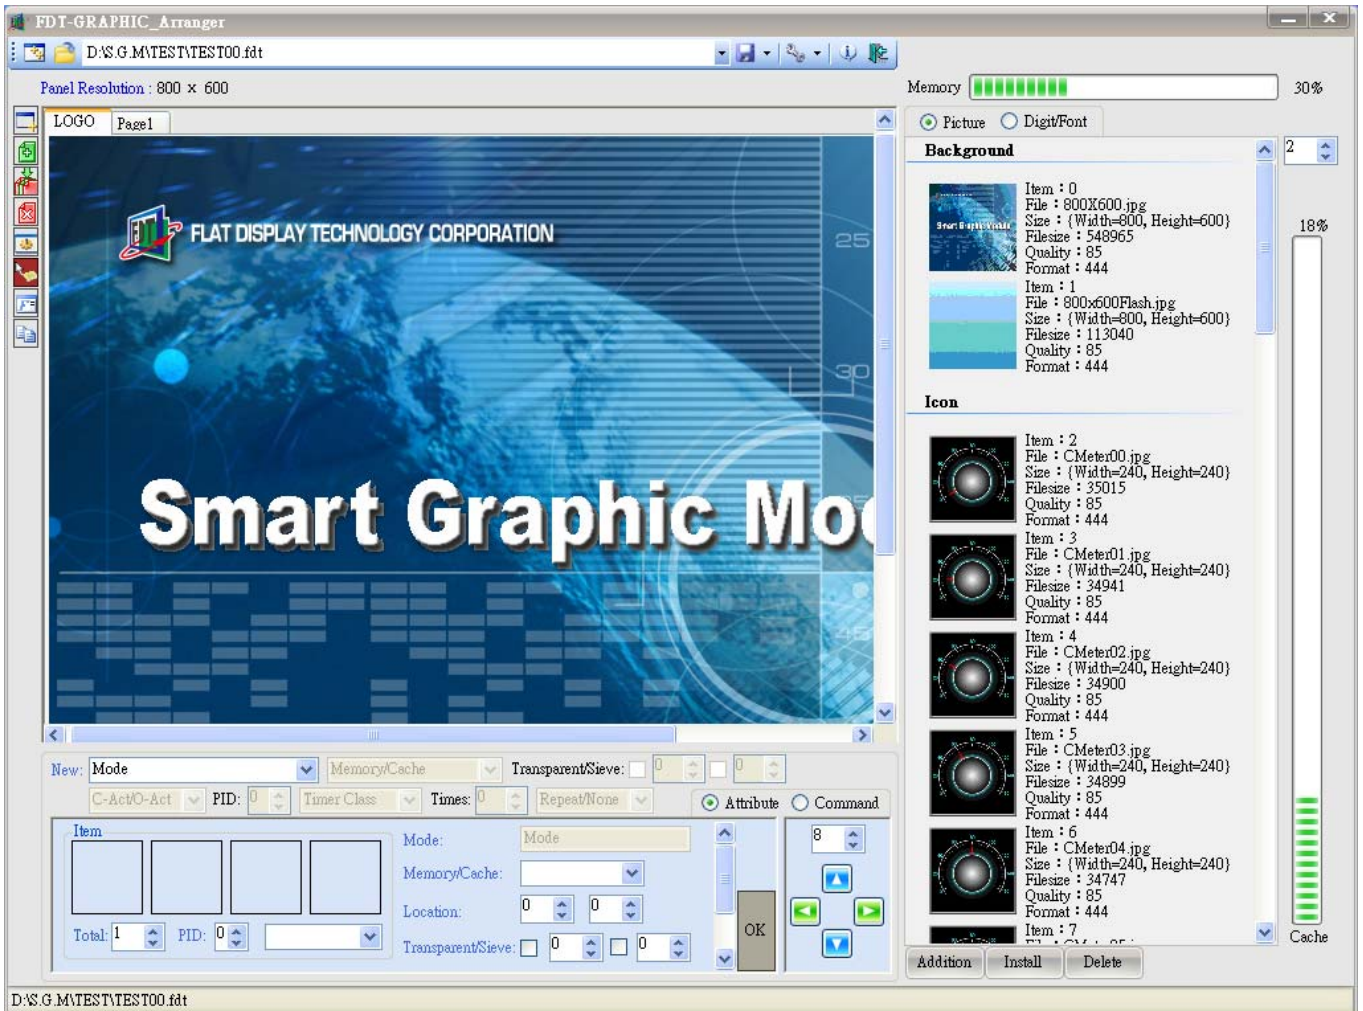 FDT-GRAPHIC_Arranger
D:\S.G.M\TEST\TEST00.fdt
Panel Resolution : 800 x 600
Memory
30%
LOGO
Page1
FDT
FLAT DISPLAY TECHNOLOGY CORPORATION
25
30
45
Smart Graphic Mo
Picture
Digit/Font
2
18%
Background
Smart Graphic Module
Item : 0
File : 800X600.jpg
Size : {Width=800, Height=600}
Filesize : 548965
Quality : 85
Format : 444
Item : 1
File : 800x600Flash.jpg
Size : {Width=800, Height=600}
Filesize : 113040
Quality : 85
Format : 444
Icon
Item : 2
File : CMeter00.jpg
Size : {Width=240, Height=240}
Filesize : 35015
Quality : 85
Format : 444
Item : 3
File : CMeter01.jpg
Size : {Width=240, Height=240}
Filesize : 34941
Quality : 85
Format : 444
Item : 4
File : CMeter02.jpg
Size : {Width=240, Height=240}
Filesize : 34900
Quality : 85
Format : 444
Item : 5
File : CMeter03.jpg
Size : {Width=240, Height=240}
Filesize : 34899
Quality : 85
Format : 444
Item : 6
File : CMeter04.jpg
Size : {Width=240, Height=240}
Filesize : 34747
Quality : 85
Format : 444
Item : 7
Cache
Addition
Install
Delete
New: Mode
Memory/Cache
Transparent/Sieve: 0 0
C-Act/O-Act
PID: 0
Timer Class
Times: 0
Repeat/None
Attribute
Command
Item
Total: 1
PID: 0
Mode: Mode
Memory/Cache:
Location: 0 0
Transparent/Sieve: 0 0
OK
8
D:\S.G.M\TEST\TEST00.fdt